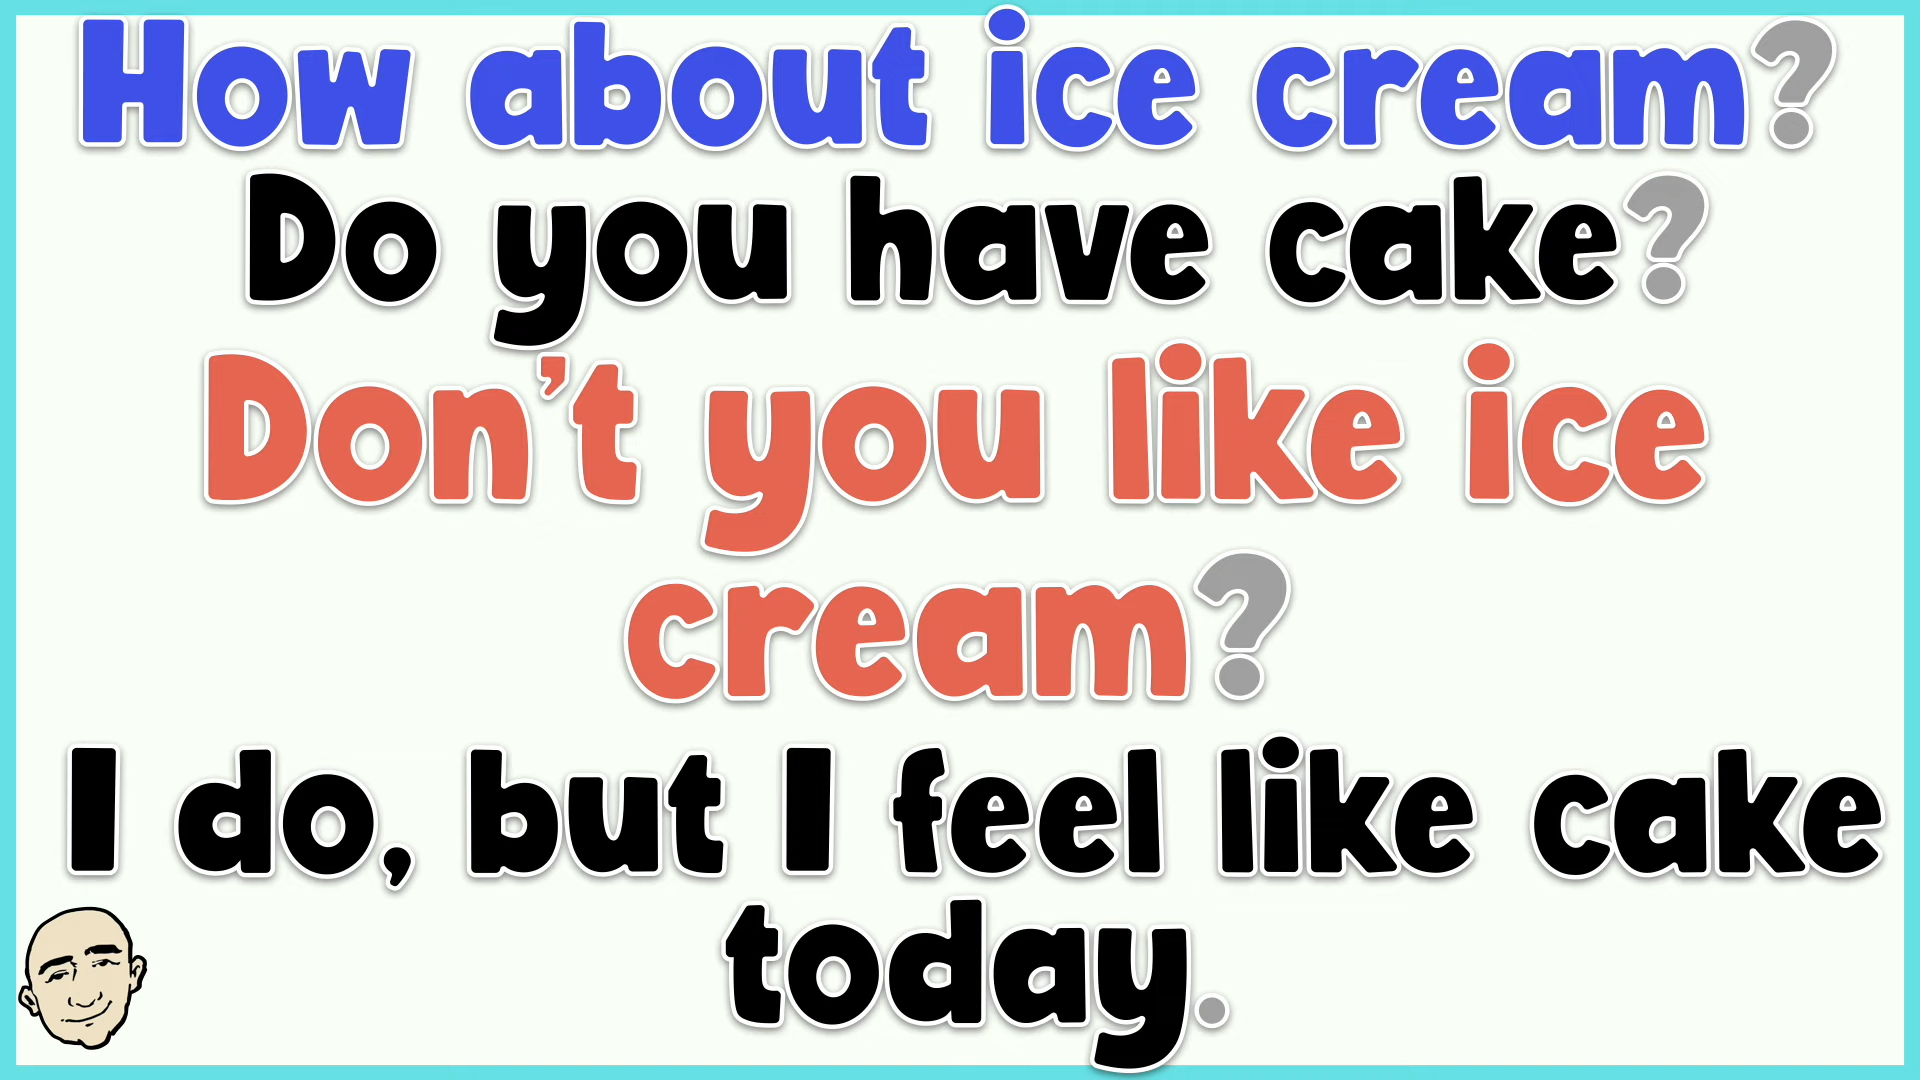 How about ice cream?
Do you have cake?
Don't you like ice
cream?
I do, but I feel like cake
today.